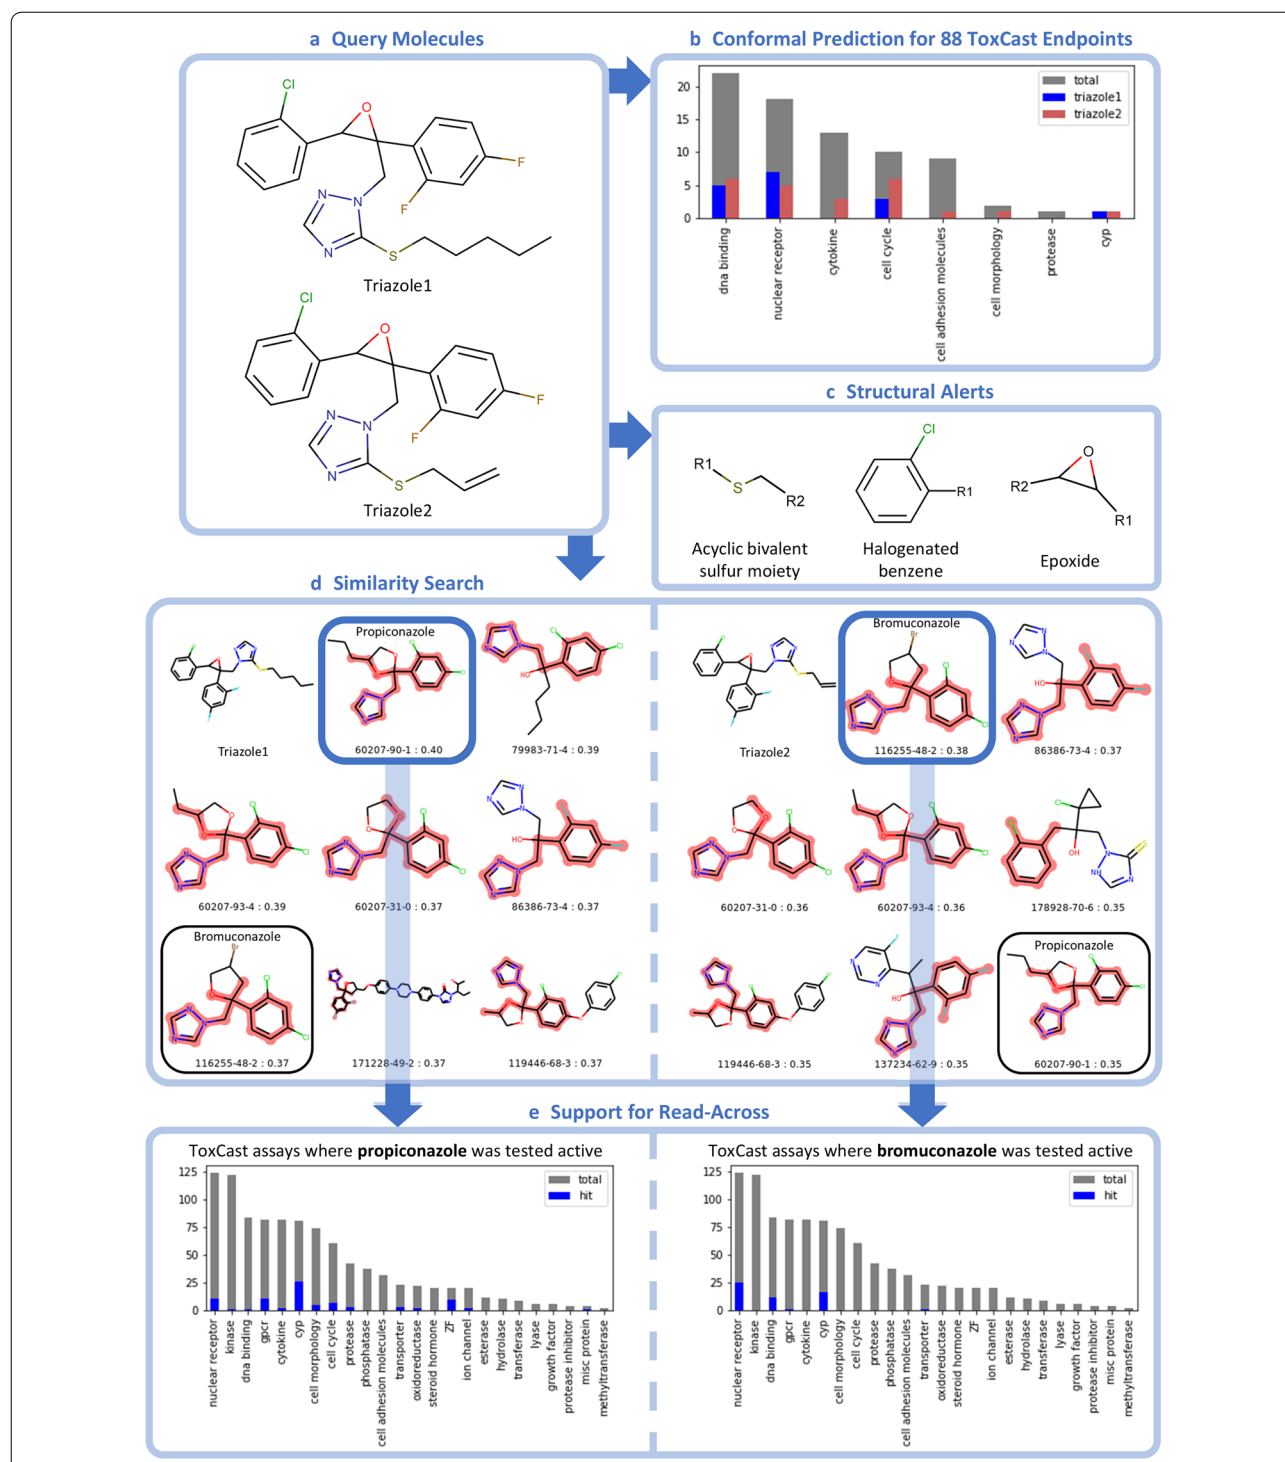 a Query Molecules
Cl
O
F
F
N
N
N
S
Triazole1
Cl
O
F
F
N
N
N
S
Triazole2
b Conformal Prediction for 88 ToxCast Endpoints
total
triazole1
triazole2
20
15
10
5
0
dna binding
nuclear receptor
cytokine
cell cycle
cell adhesion molecules
cell morphology
protease
cyp
c Structural Alerts
R1
S
R2
Acyclic bivalent
sulfur moiety
Cl
R1
Halogenated
benzene
O
R2
R1
Epoxide
d Similarity Search
Triazole1
Propiconazole
60207-90-1 : 0.40
79983-71-4 : 0.39
60207-93-4 : 0.39
60207-31-0 : 0.37
86386-73-4 : 0.37
Bromuconazole
116255-48-2 : 0.37
171228-49-2 : 0.37
119446-68-3 : 0.37
Triazole2
Bromuconazole
116255-48-2 : 0.38
86386-73-4 : 0.37
60207-31-0 : 0.36
60207-93-4 : 0.36
178928-70-6 : 0.35
119446-68-3 : 0.35
137234-62-9 : 0.35
Propiconazole
60207-90-1 : 0.35
e Support for Read-Across
ToxCast assays where propiconazole was tested active
total
hit
125
100
75
50
25
0
nuclear receptor
kinase
dna binding
gpcr
cytokine
cyp
cell morphology
cell cycle
protease
phosphatase
cell adhesion molecules
transporter
oxidoreductase
steroid hormone
ZF
ion channel
esterase
hydrolase
transferase
lyase
growth factor
protease inhibitor
misc protein
methyltransferase
ToxCast assays where bromuconazole was tested active
total
hit
125
100
75
50
25
0
nuclear receptor
kinase
dna binding
gpcr
cytokine
cyp
cell morphology
cell cycle
protease
phosphatase
cell adhesion molecules
transporter
oxidoreductase
steroid hormone
ZF
ion channel
esterase
hydrolase
transferase
lyase
growth factor
protease inhibitor
misc protein
methyltransferase